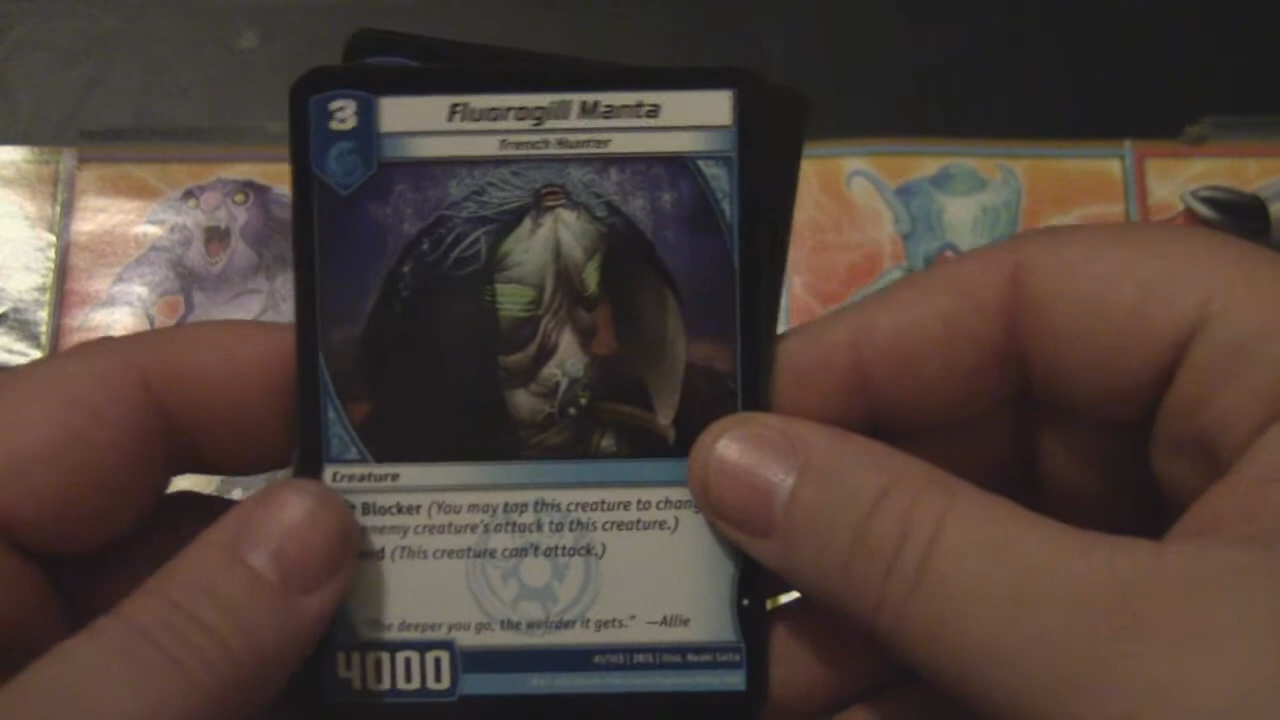 3
Fluorogill Manta
Trench Hunter
Creature
Blocker (You may tap this creature to chang
enemy creature's attack to this creature.)
(This creature can't attack.)
deeper you go, the weirder it gets." —Allie
4000